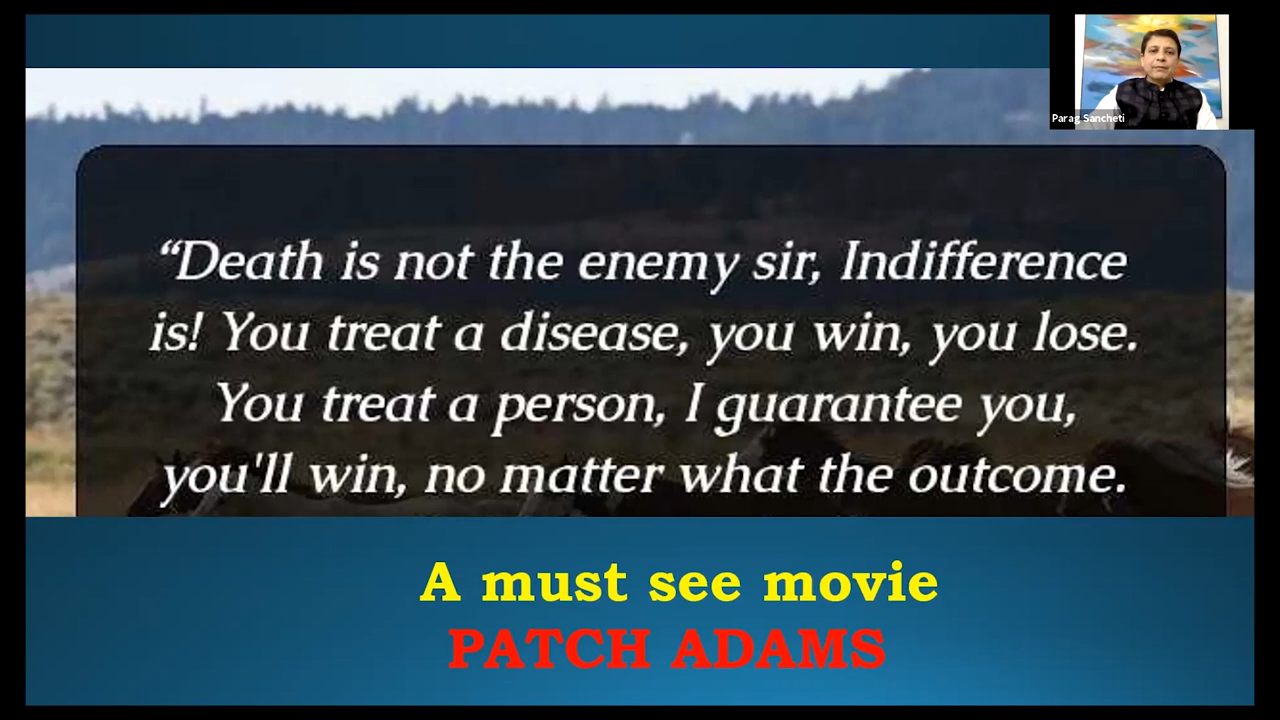 Parag Sancheti
“Death is not the enemy sir, Indifference
is! You treat a disease, you win, you lose.
You treat a person, I guarantee you,
you'll win, no matter what the outcome.
A must see movie
PATCH ADAMS